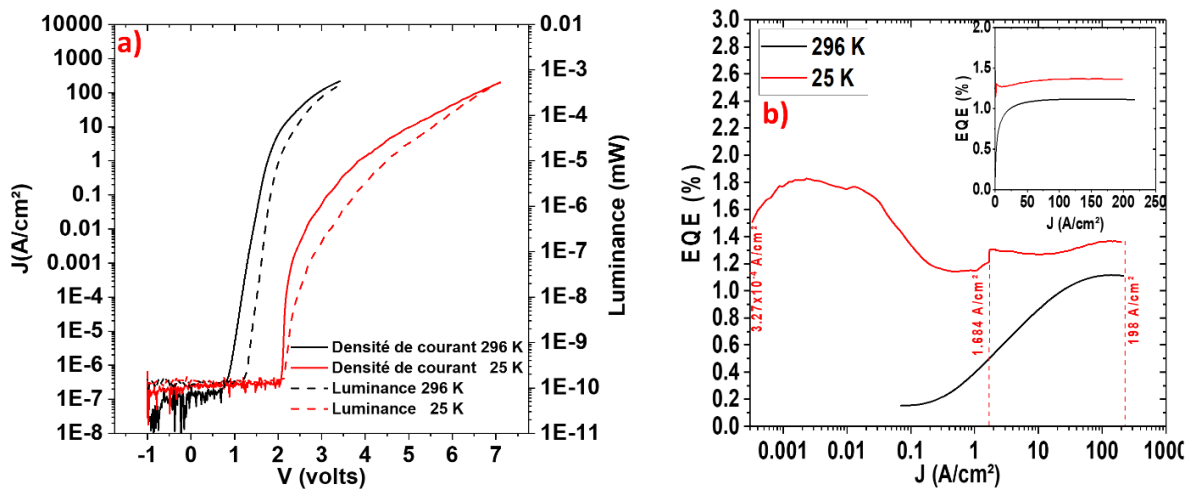 a)
10000
1000
100
10
1
0.1
0.01
0.001
1E-4
1E-5
1E-6
1E-7
1E-8
J(A/cm²)
-1 0 1 2 3 4 5 6 7
V (volts)
0.01
1E-3
1E-4
1E-5
1E-6
1E-7
1E-8
1E-9
1E-10
1E-11
Luminance (mW)
Densité de courant 296 K
Densité de courant 25 K
Luminance 296 K
Luminance 25 K
b)
3.0
2.8
2.6
2.4
2.2
2.0
1.8
1.6
1.4
1.2
1.0
0.8
0.6
0.4
0.2
0.0
EQE (%)
296 K
25 K
3.27x10⁻⁴ A/cm²
1.684 A/cm²
198 A/cm²
0.001 0.01 0.1 1 10 100
J (A/cm²)
2.0
1.5
1.0
0.5
0.0
EQE (%)
0 50 100 150 200 250
J (A/cm²)